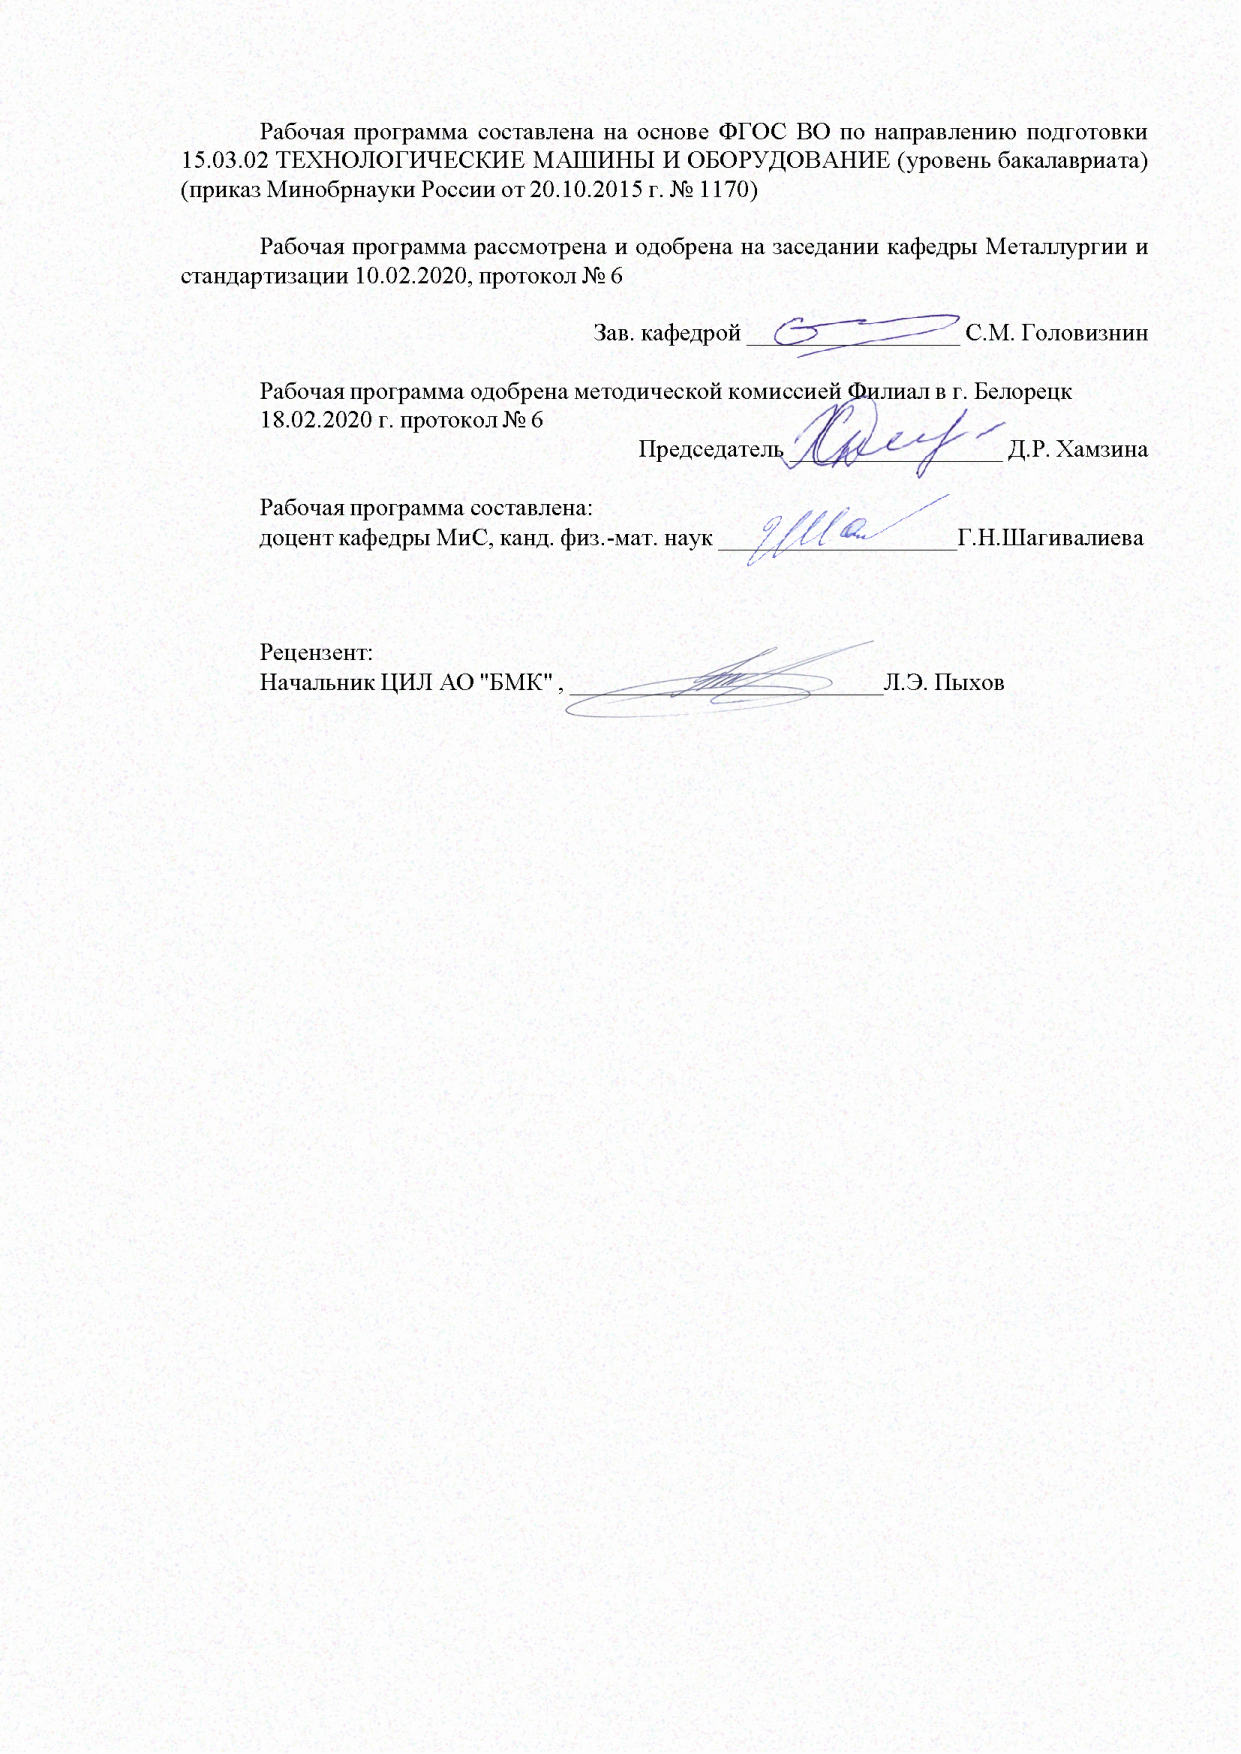 Рабочая программа составлена на основе ФГОС ВО по направлению подготовки
15.03.02 ТЕХНОЛОГИЧЕСКИЕ МАШИНЫ И ОБОРУДОВАНИЕ (уровень бакалавриата)
(приказ Минобрнауки России от 20.10.2015 г. № 1170)
Рабочая программа рассмотрена и одобрена на заседании кафедры Металлургии и
стандартизации 10.02.2020, протокол № 6
Зав. кафедрой ____________________ С.М. Головизнин
Рабочая программа одобрена методической комиссией Филиал в г. Белорецк
18.02.2020 г. протокол № 6
Председатель ____________________ Д.Р. Хамзина
Рабочая программа составлена:
доцент кафедры МиС, канд. физ.-мат. наук ____________________Г.Н.Шагивалиева
Рецензент:
Начальник ЦИЛ АО "БМК" , __________________________Л.Э. Пыхов